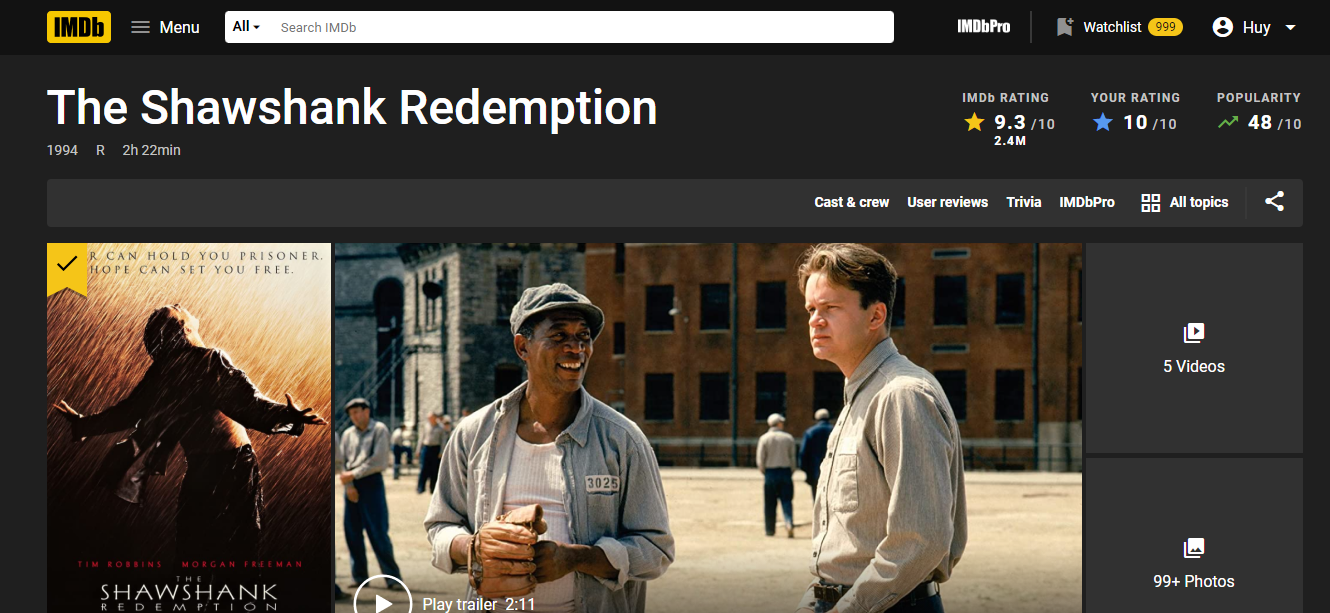 IMDb Menu All Search IMDb IMDbPro Watchlist 999 Huy
The Shawshank Redemption
1994 R 2h 22min
IMDb RATING YOUR RATING POPULARITY
9.3 /10 10 /10 48 /10
2.4M
Cast & crew User reviews Trivia IMDbPro All topics
R CAN HOLD YOU PRISONER.
HOPE CAN SET YOU FREE.
TIM ROBBINS MORGAN FREEMAN
THE
SHAWSHANK
REDEMPTION
3025
Play trailer 2:11
5 Videos
99+ Photos